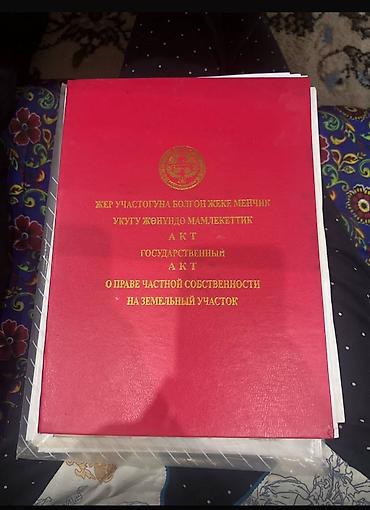 ЖЕР УЧАСТОГУНА БОЛГОН ЖЕКЕ МЕНЧИК
УКУГУ ЖӨНҮНДӨ МАМЛЕКЕТТИК
АКТ
ГОСУДАРСТВЕННЫЙ
АКТ
О ПРАВЕ ЧАСТНОЙ СОБСТВЕННОСТИ
НА ЗЕМЕЛЬНЫЙ УЧАСТОК